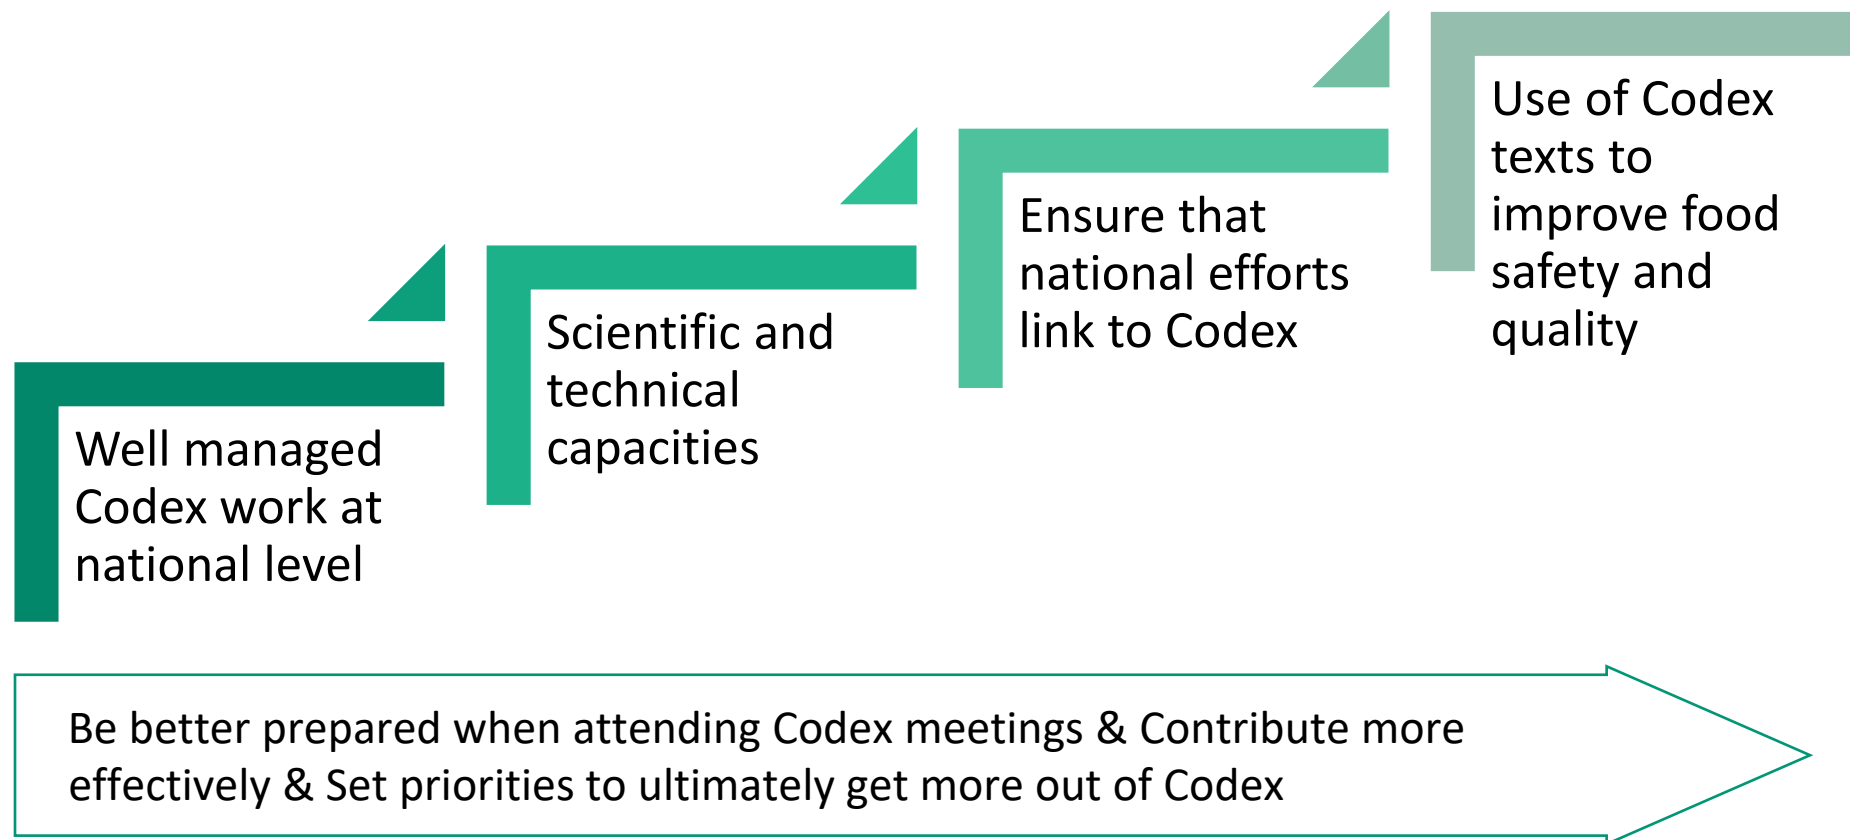 Well managed
Codex work at
national level
Scientific and
technical
capacities
Ensure that
national efforts
link to Codex
Use of Codex
texts to
improve food
safety and
quality
Be better prepared when attending Codex meetings & Contribute more
effectively & Set priorities to ultimately get more out of Codex